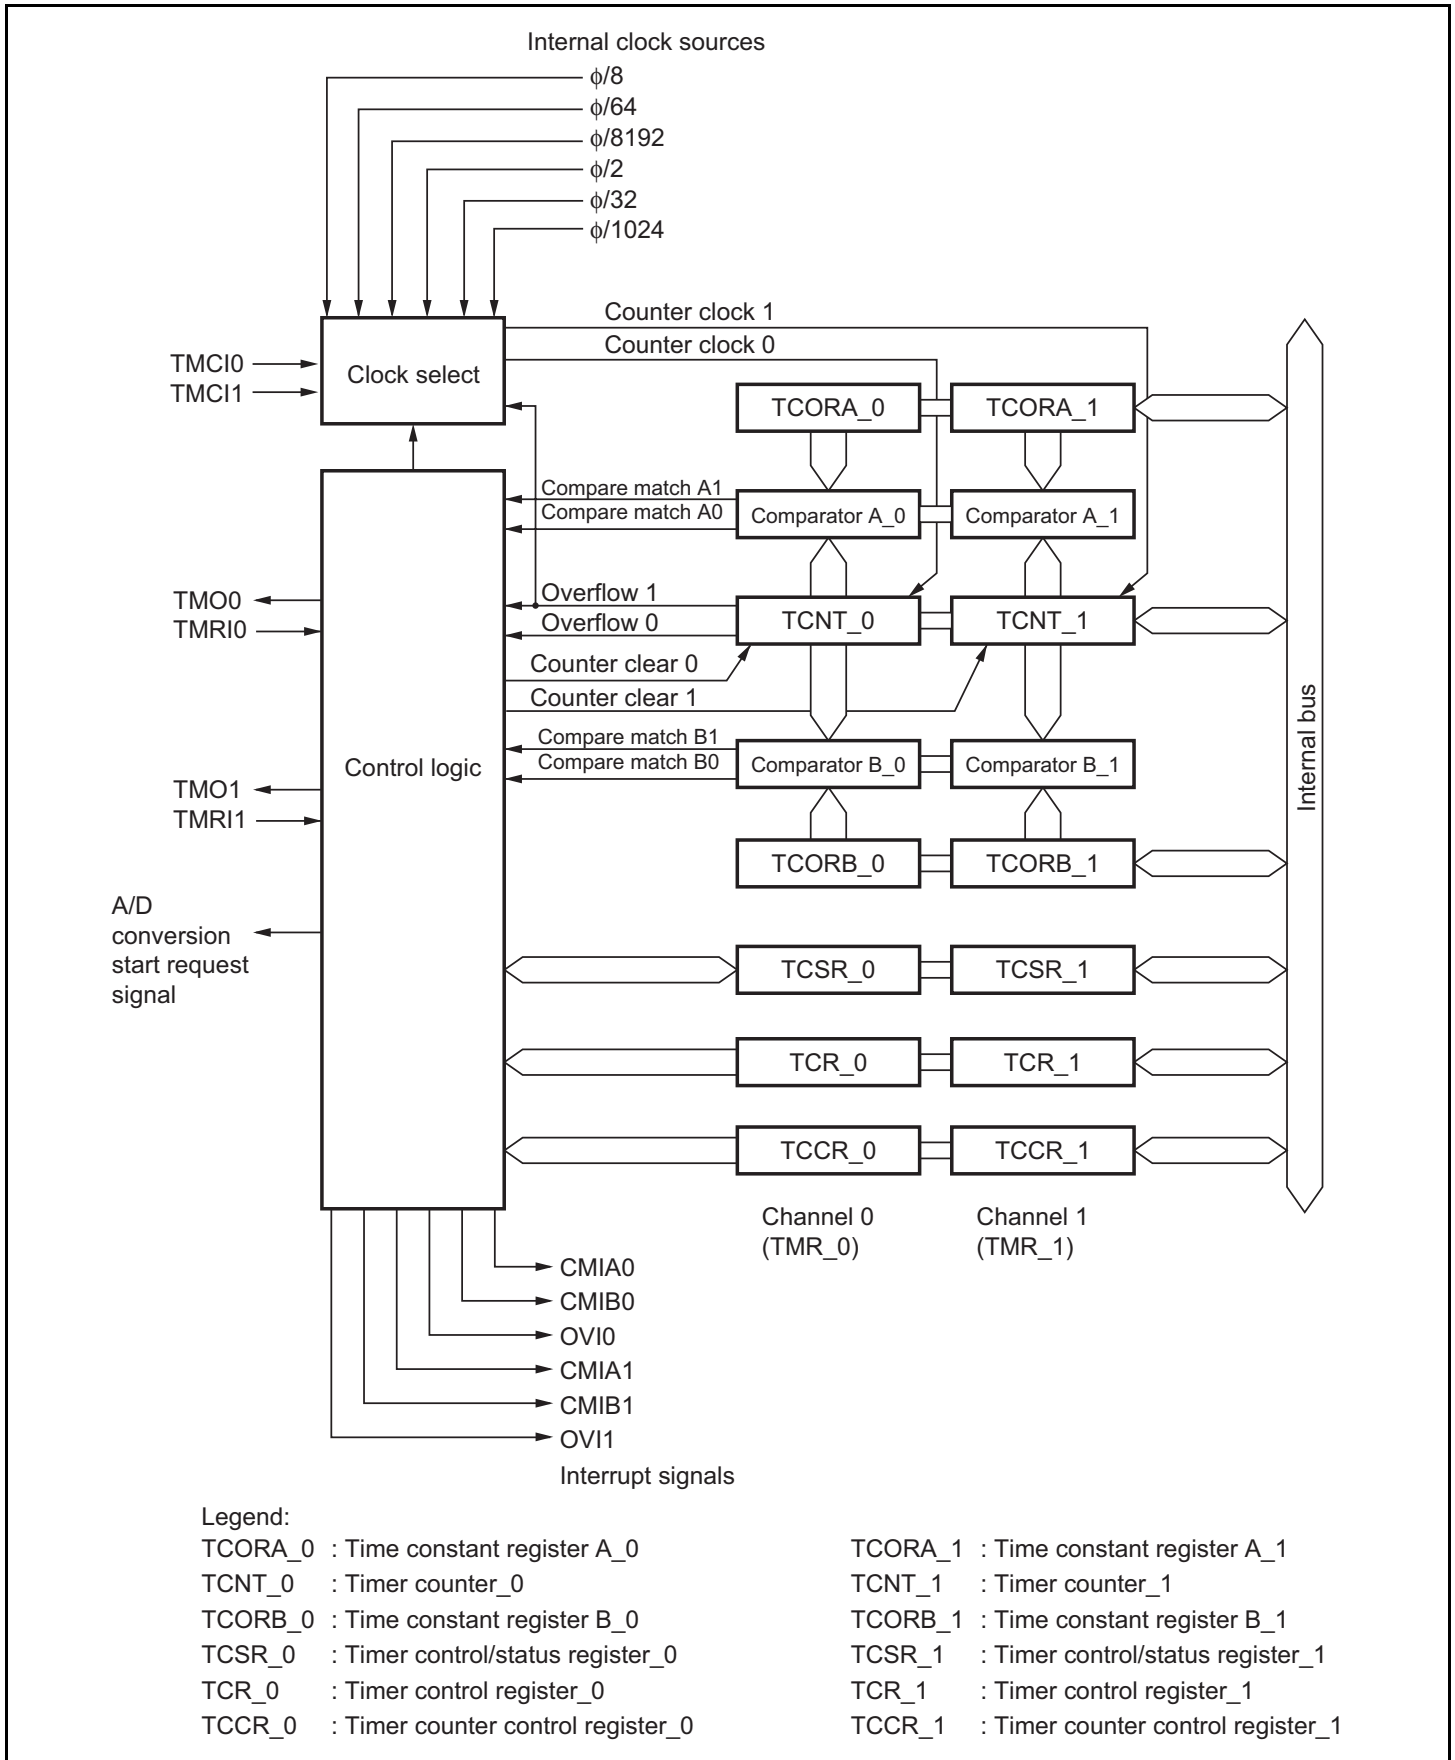 Internal clock sources
ϕ/8
ϕ/64
ϕ/8192
ϕ/2
ϕ/32
ϕ/1024
Counter clock 1
Counter clock 0
TMCI0
TMCI1
Clock select
TCORA_0
TCORA_1
Compare match A1
Compare match A0
Comparator A_0
Comparator A_1
TMO0
TMRI0
Overflow 1
Overflow 0
TCNT_0
TCNT_1
Counter clear 0
Counter clear 1
Internal bus
Control logic
Compare match B1
Compare match B0
Comparator B_0
Comparator B_1
TMO1
TMRI1
TCORB_0
TCORB_1
A/D
conversion
start request
signal
TCSR_0
TCSR_1
TCR_0
TCR_1
TCCR_0
TCCR_1
Channel 0
(TMR_0)
Channel 1
(TMR_1)
CMIA0
CMIB0
OVI0
CMIA1
CMIB1
OVI1
Interrupt signals
Legend:
TCORA_0 : Time constant register A_0
TCNT_0 : Timer counter_0
TCORB_0 : Time constant register B_0
TCSR_0 : Timer control/status register_0
TCR_0 : Timer control register_0
TCCR_0 : Timer counter control register_0
TCORA_1 : Time constant register A_1
TCNT_1 : Timer counter_1
TCORB_1 : Time constant register B_1
TCSR_1 : Timer control/status register_1
TCR_1 : Timer control register_1
TCCR_1 : Timer counter control register_1